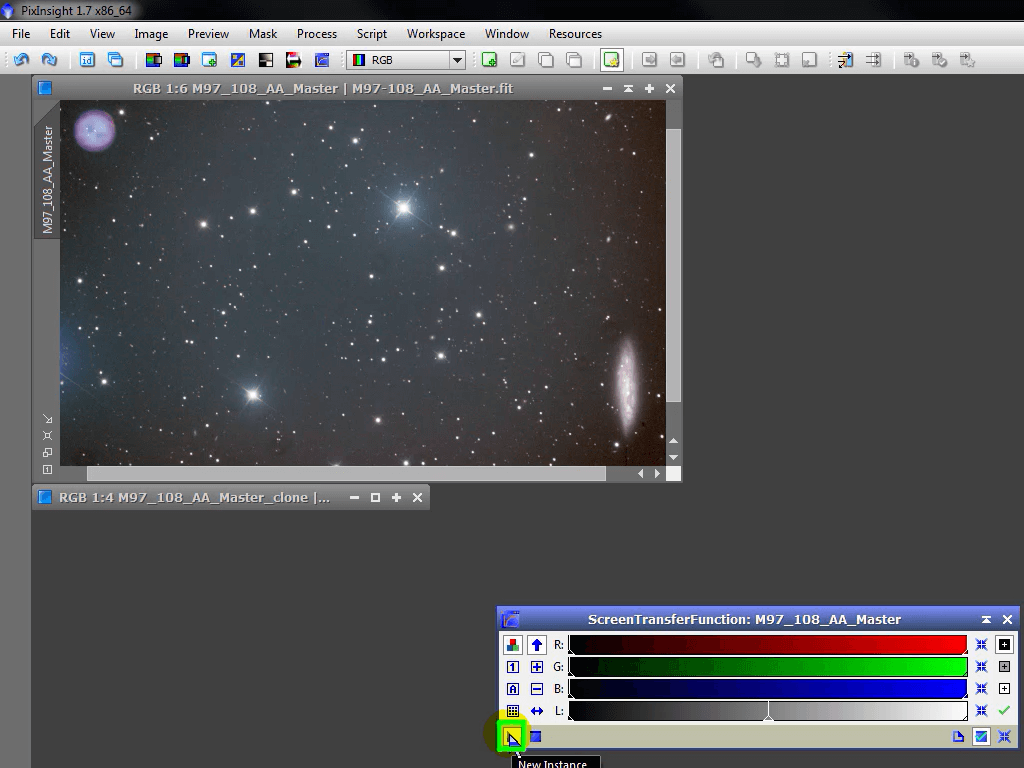 PixInsight 1.7 x86_64
File Edit View Image Preview Mask Process Script Workspace Window Resources
RGB
RGB 1:6 M97_108_AA_Master | M97-108_AA_Master.fit
M97_108_AA_Master
RGB 1:4 M97_108_AA_Master_clone |...
ScreenTransferFunction: M97_108_AA_Master
R:
G:
1
B:
A
L:
New Instance